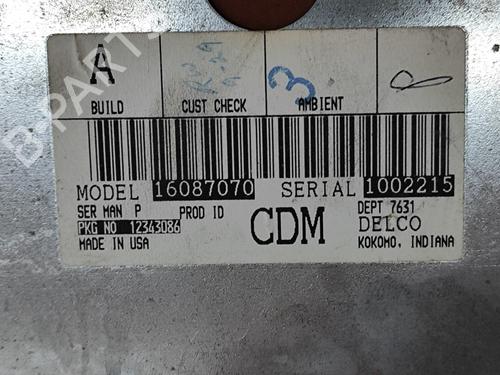 A
3
BUILD CUST CHECK AMBIENT
MODEL 16087070 SERIAL 1002215
SER MAN P PROD ID CDM DEPT 7631
PKG NO 12343086 DELCO
MADE IN USA KOKOMO, INDIANA
B PARTS